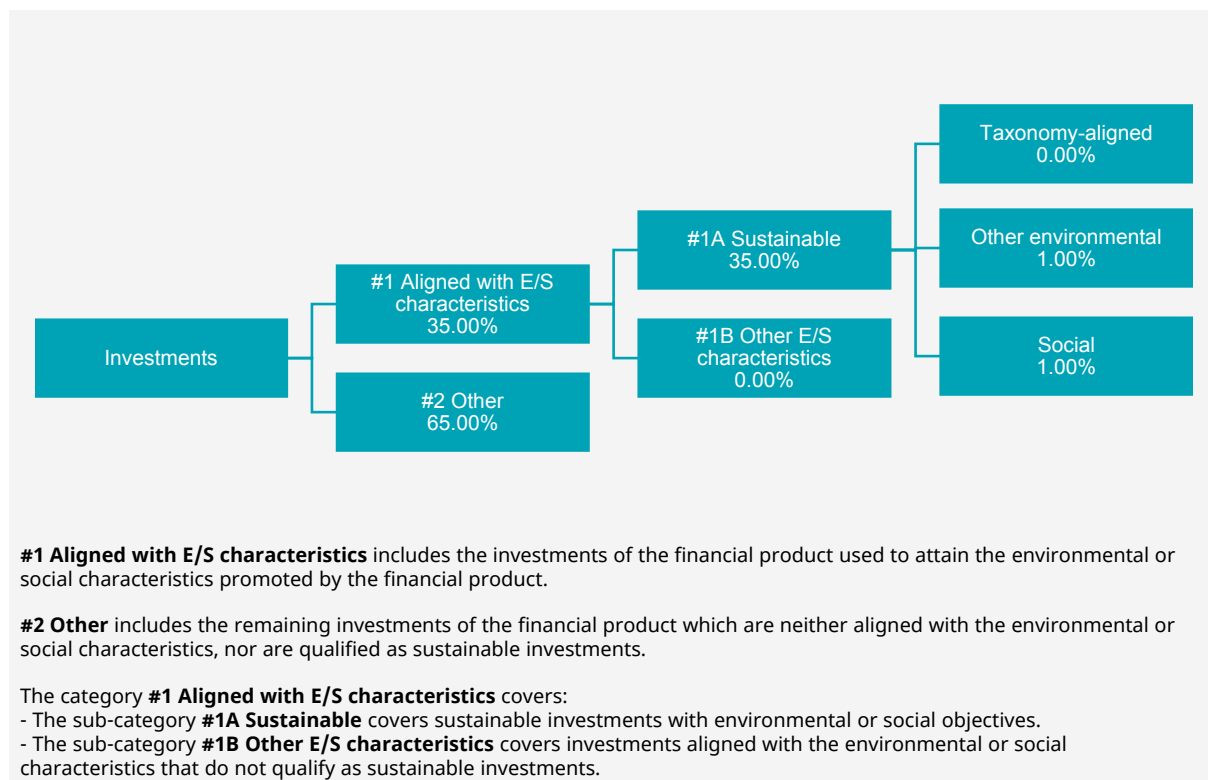 Investments
#1 Aligned with E/S
characteristics
35.00%
#2 Other
65.00%
#1A Sustainable
35.00%
#1B Other E/S
characteristics
0.00%
Taxonomy-aligned
0.00%
Other environmental
1.00%
Social
1.00%
#1 Aligned with E/S characteristics includes the investments of the financial product used to attain the environmental or
social characteristics promoted by the financial product.
#2 Other includes the remaining investments of the financial product which are neither aligned with the environmental or
social characteristics, nor are qualified as sustainable investments.
The category #1 Aligned with E/S characteristics covers:
- The sub-category #1A Sustainable covers sustainable investments with environmental or social objectives.
- The sub-category #1B Other E/S characteristics covers investments aligned with the environmental or social
characteristics that do not qualify as sustainable investments.